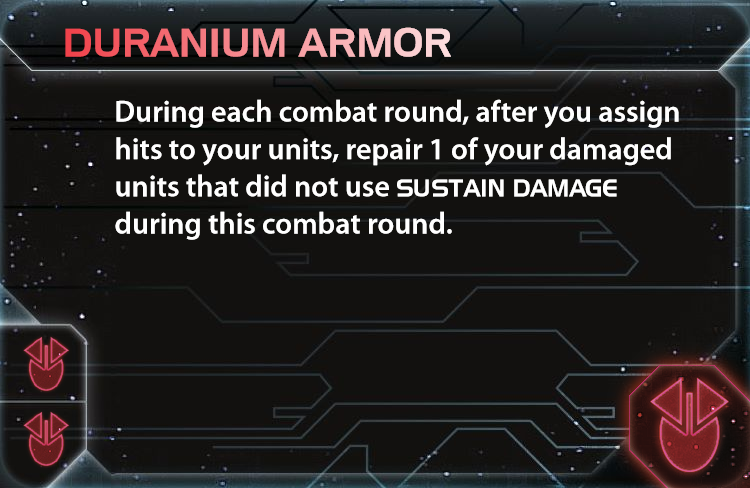 DURANIUM ARMOR
During each combat round, after you assign
hits to your units, repair 1 of your damaged
units that did not use SUSTAIN DAMAGE
during this combat round.